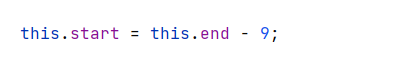 this.start = this.end - 9;